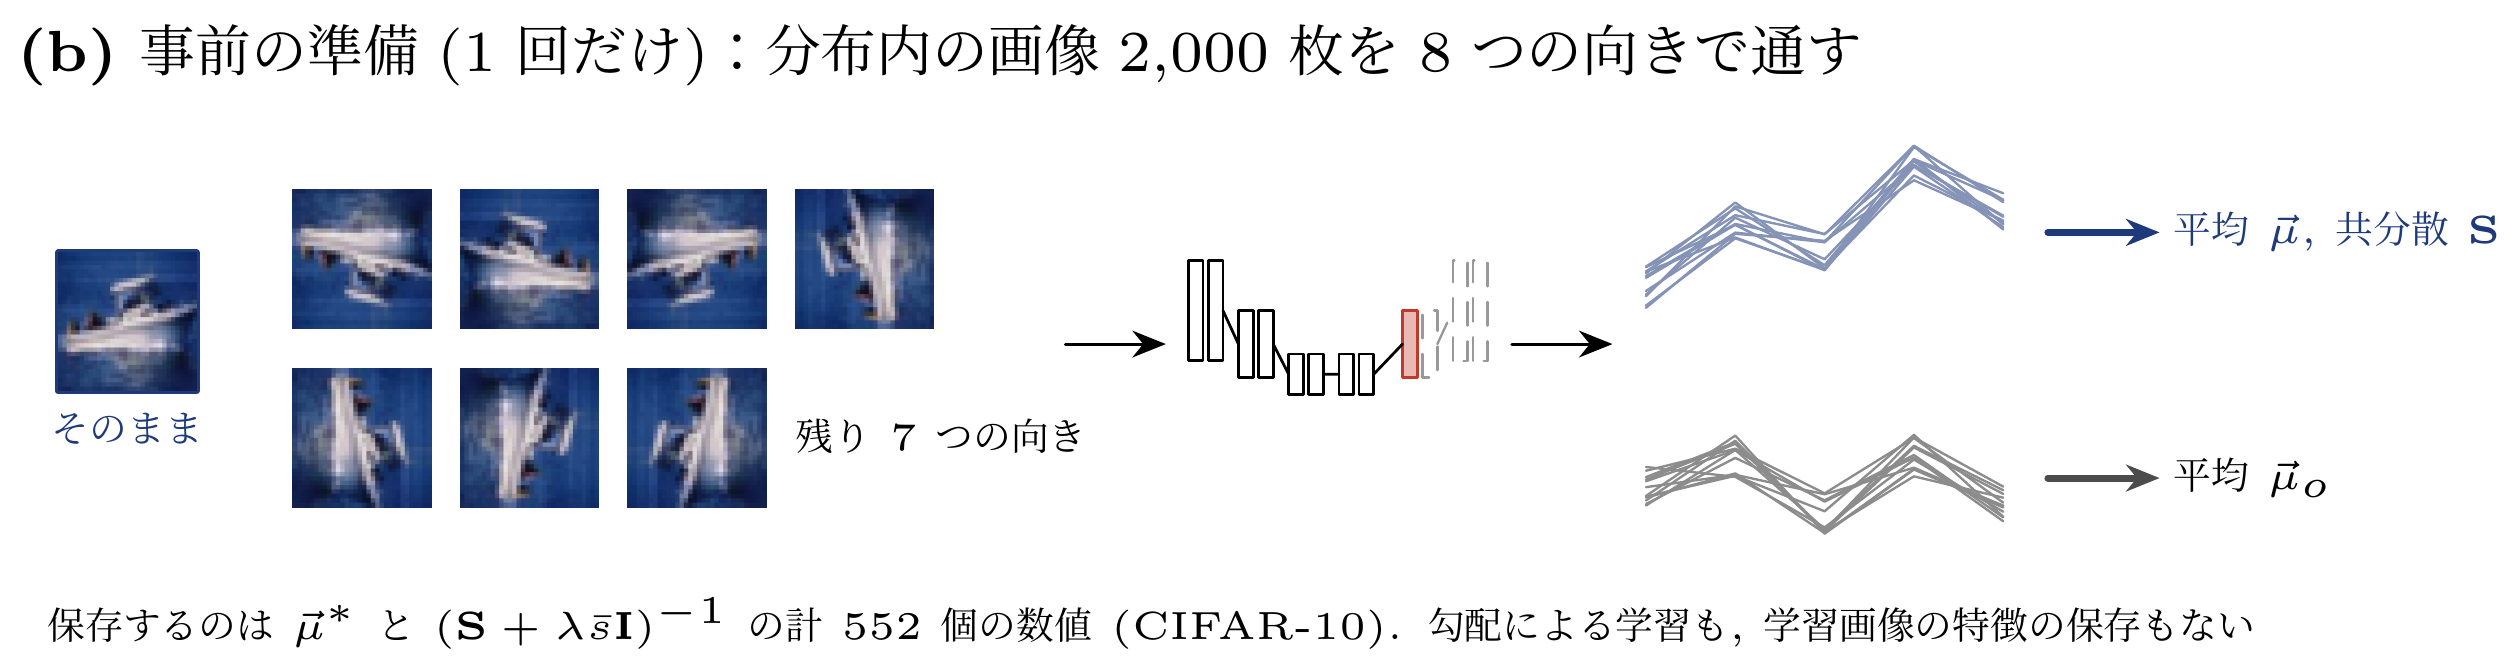 (b) 事前の準備 (1 回だけ)：分布内の画像 2,000 枚を 8 つの向きで通す
そのまま
残り 7 つの向き
平均 μ⃗, 共分散 S
平均 μ⃗_O
保存するのは μ⃗* と (S + λs̄I)⁻¹ の計 552 個の数値 (CIFAR-10)． 勾配による学習も，学習画像の特徴の保存もない